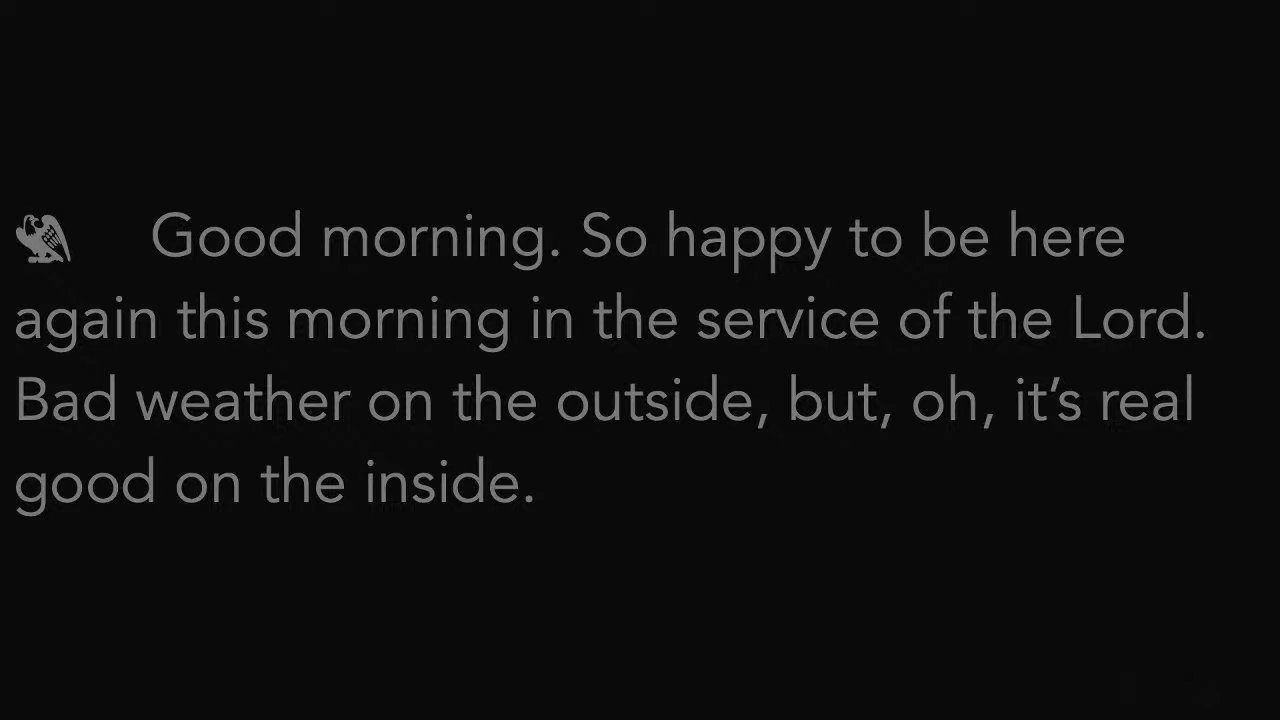 Good morning. So happy to be here
again this morning in the service of the Lord.
Bad weather on the outside, but, oh, it’s real
good on the inside.